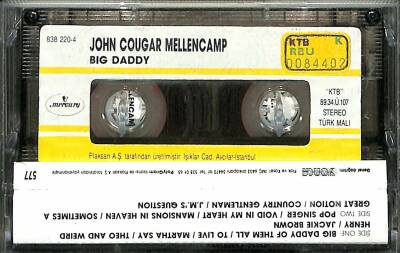 838 220-4
JOHN COUGAR MELLENCAMP
BIG DADDY
KTB K
RBU
0084402
mercury
LLENCAMP
"KTB"
89.34.Ü.107
STEREO
TÜRK MALI
Plaksan A.Ş. tarafından üretilmiştir. Işıklar Cad. Avcılar-İstanbul
577
Genel dağıtım
SIDE ONE: BIG DADDY OF THEM ALL / TO LIVE / MARTHA SAY / THEO AND WEIRD
HENRY / JACKIE BROWN
SIDE TWO: POP SINGER / VOID IN MY HEART / MANSIONS IN HEAVEN / SOMETIMES A
GREAT NOTION / COUNTRY GENTLEMAN / J.M.'S QUESTION